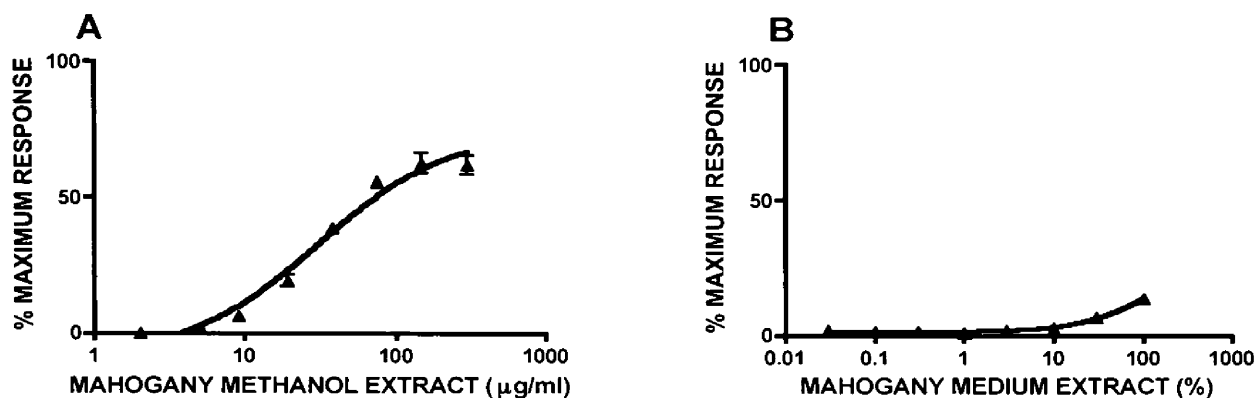 A
% MAXIMUM RESPONSE
100
50
0
1 10 100 1000
MAHOGANY METHANOL EXTRACT (µg/ml)
B
% MAXIMUM RESPONSE
100
50
0
0.01 0.1 1 10 100 1000
MAHOGANY MEDIUM EXTRACT (%)